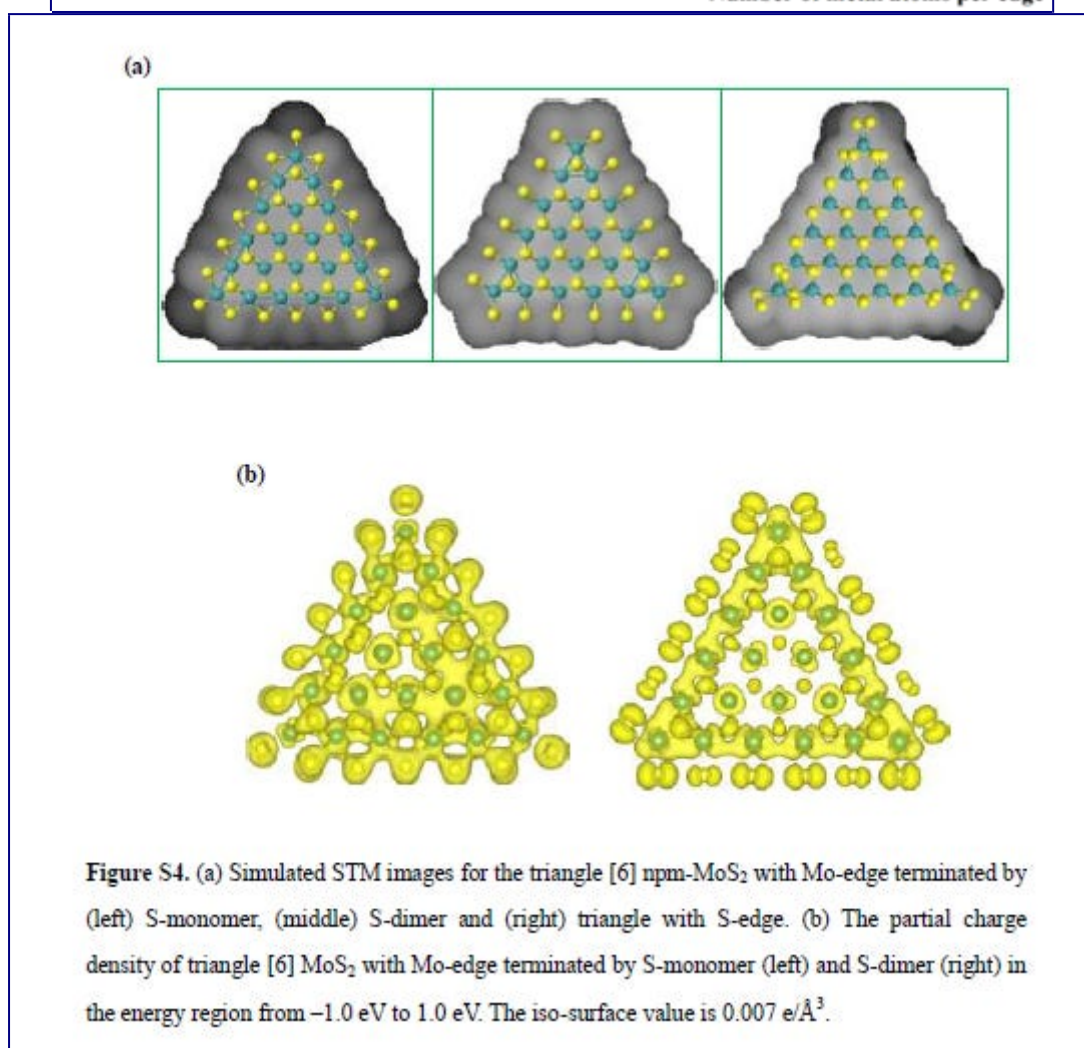 Number of metal atoms per edge
(a)
(b)
Figure S4. (a) Simulated STM images for the triangle [6] npm-MoS₂ with Mo-edge terminated by
(left) S-monomer, (middle) S-dimer and (right) triangle with S-edge. (b) The partial charge
density of triangle [6] MoS₂ with Mo-edge terminated by S-monomer (left) and S-dimer (right) in
the energy region from –1.0 eV to 1.0 eV. The iso-surface value is 0.007 e/Å³.